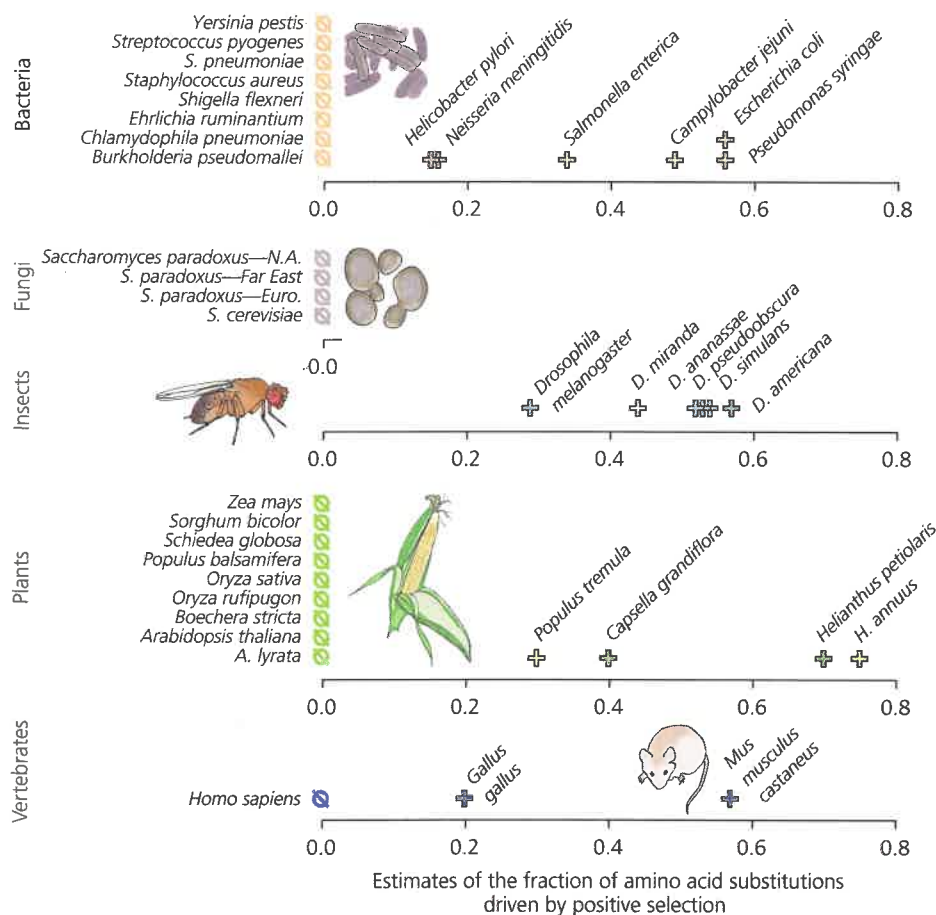 Bacteria
Yersinia pestis
Streptococcus pyogenes
S. pneumoniae
Staphylococcus aureus
Shigella flexneri
Ehrlichia ruminantium
Chlamydophila pneumoniae
Burkholderia pseudomallei
Helicobacter pylori
Neisseria meningitidis
Salmonella enterica
Campylobacter jejuni
Escherichia coli
Pseudomonas syringae
0.0 0.2 0.4 0.6 0.8
Fungi
Saccharomyces paradoxus—N.A.
S. paradoxus—Far East
S. paradoxus—Euro.
S. cerevisiae
0.0
Insects
Drosophila
melanogaster
D. miranda
D. ananassae
D. pseudoobscura
D. simulans
D. americana
0.0 0.2 0.4 0.6 0.8
Plants
Zea mays
Sorghum bicolor
Schiedea globosa
Populus balsamifera
Oryza sativa
Oryza rufipugon
Boechera stricta
Arabidopsis thaliana
A. lyrata
Populus tremula
Capsella grandiflora
Helianthus petiolaris
H. annuus
0.0 0.2 0.4 0.6 0.8
Vertebrates
Homo sapiens
Gallus
gallus
Mus
musculus
castaneus
0.0 0.2 0.4 0.6 0.8
Estimates of the fraction of amino acid substitutions
driven by positive selection